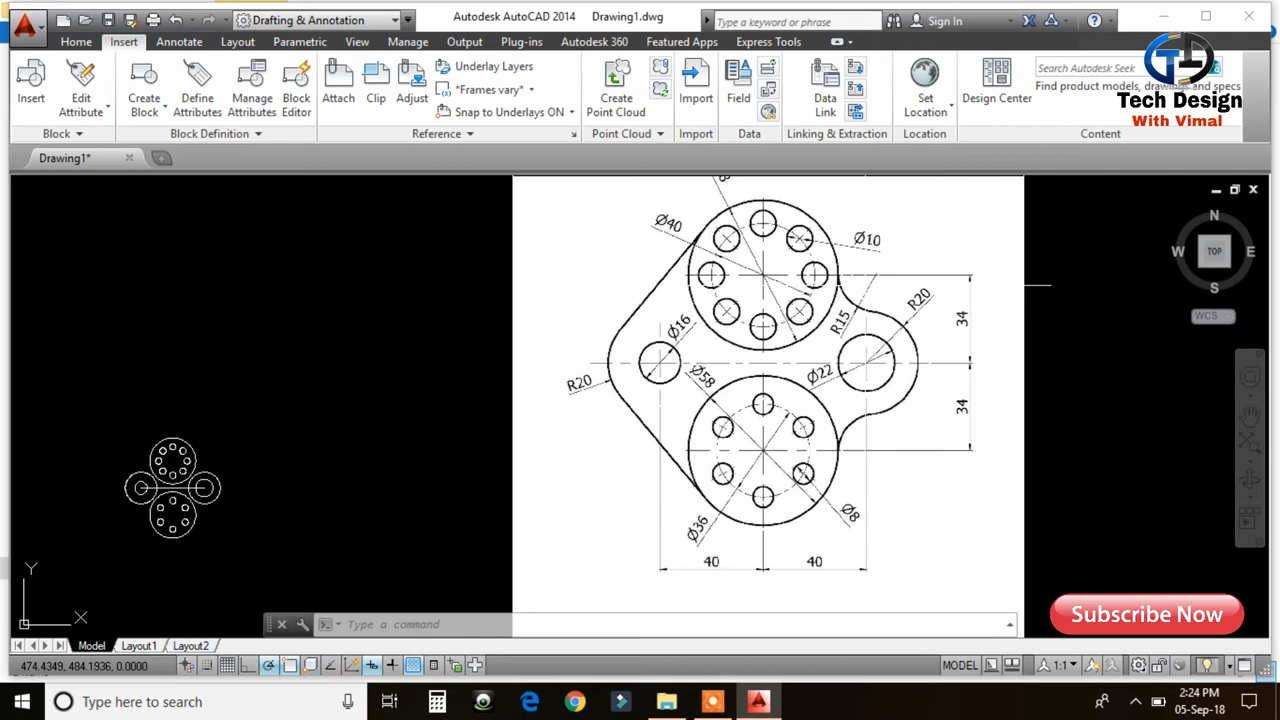 Drafting & Annotation
Autodesk AutoCAD 2014 Drawing1.dwg
Type a keyword or phrase
Sign In
Home Insert Annotate Layout Parametric View Manage Output Plug-ins Autodesk 360 Featured Apps Express Tools
Insert
Edit
Attribute
Create
Block
Define
Attributes
Manage
Attributes
Block
Editor
Attach
Clip
Adjust
Underlay Layers
*Frames vary*
Snap to Underlays ON
Create
Point Cloud
Import
Field
Data
Link
Set
Location
Design Center
Search Autodesk Seek
Find product models, drawings and specs
Block
Block Definition
Reference
Point Cloud
Import
Data
Linking & Extraction
Location
Content
Tech Design
With Vimal
Drawing1*
N
W TOP E
S
WCS
Ø40
Ø10
R20
R15
34
Ø16
Ø22
R20
Ø58
34
Ø36
Ø8
40 40
Y
X
Type a command
Subscribe Now
Model Layout1 Layout2
474.4349, 484.1936, 0.0000
MODEL
1:1
Type here to search
2:24 PM
05-Sep-18